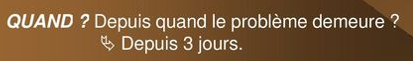 QUAND ? Depuis quand le problème demeure ?
↳ Depuis 3 jours.